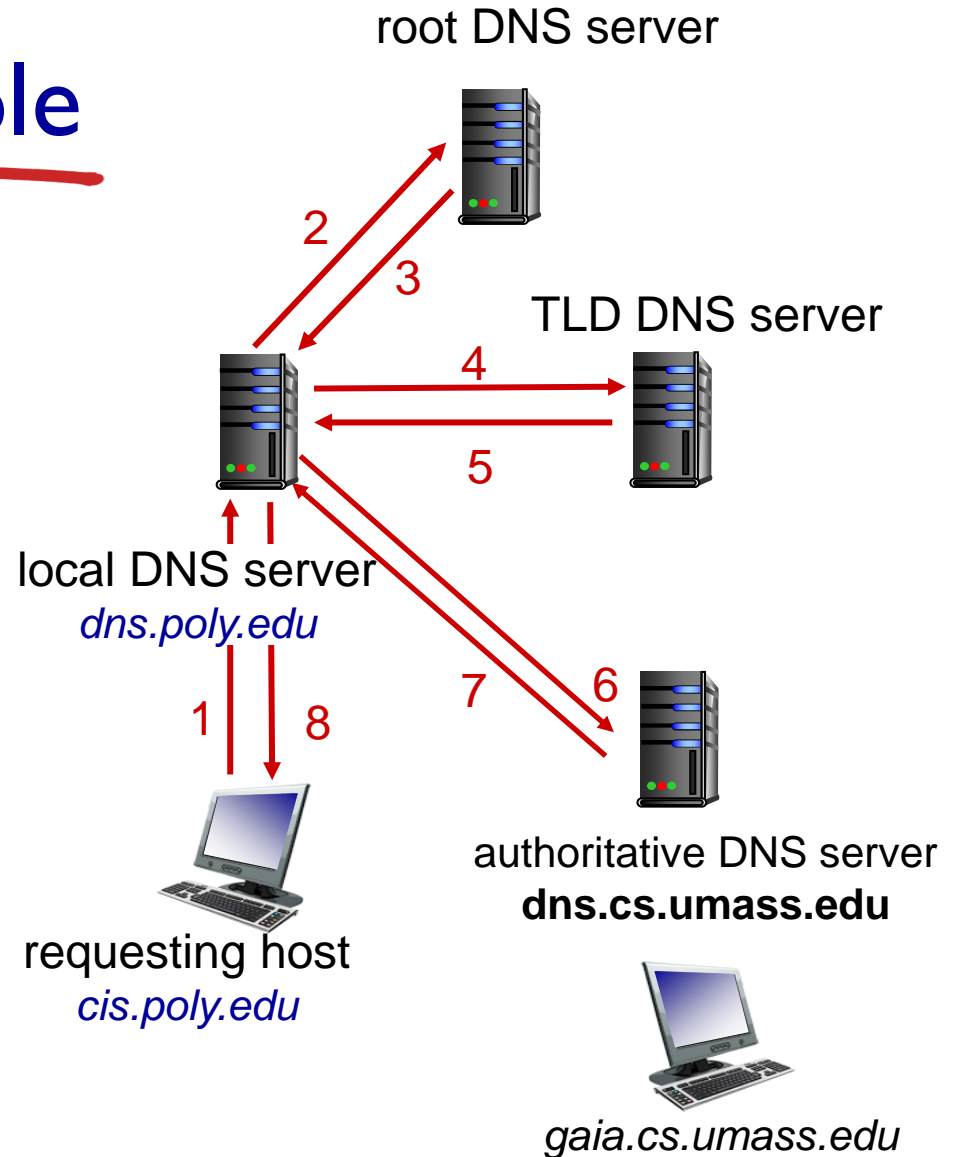 root DNS server
2
3
TLD DNS server
4
5
local DNS server
dns.poly.edu
1
8
7
6
authoritative DNS server
dns.cs.umass.edu
requesting host
cis.poly.edu
gaia.cs.umass.edu